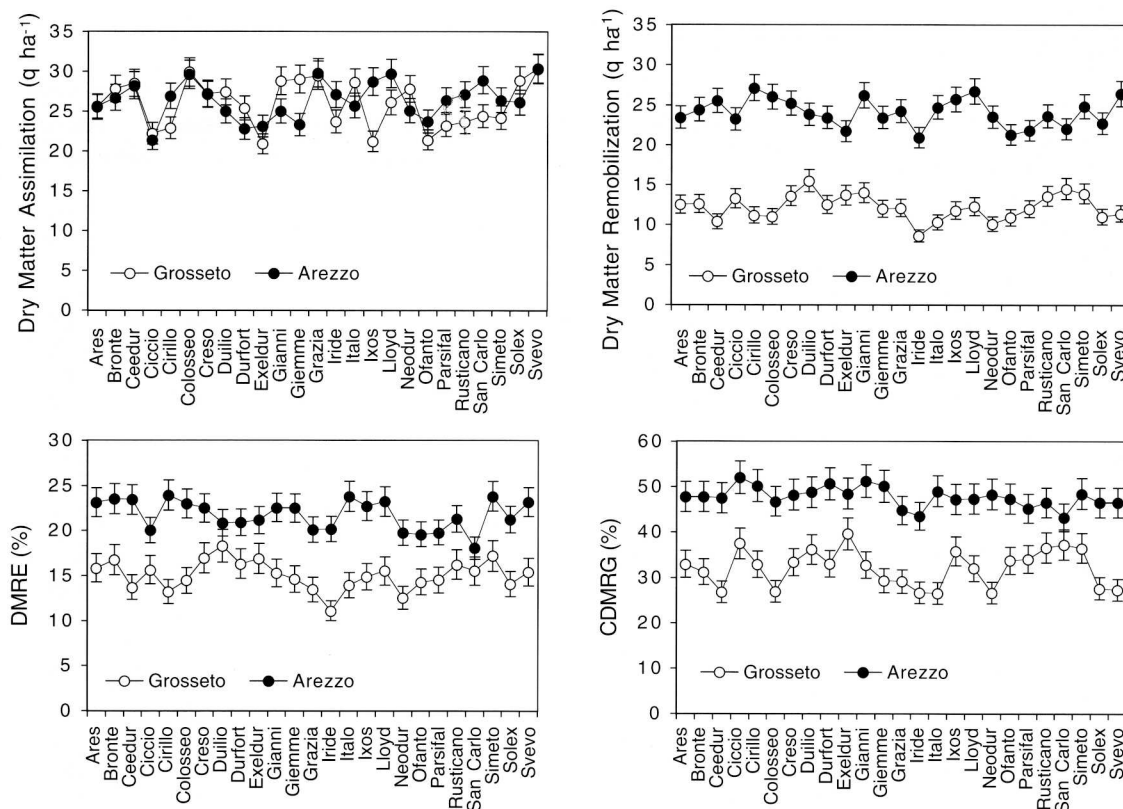 Dry Matter Assimilation (q ha-1)
35
30
25
20
15
10
5
0
Grosseto
Arezzo
Ares
Bronte
Ceedur
Ciccio
Cirillo
Colosseo
Creso
Duilio
Durfort
Exeldur
Gianni
Giemme
Grazia
Iride
Italo
Ixos
Lloyd
Neodur
Ofanto
Parsifal
Rusticano
San Carlo
Simeto
Solex
Svevo
Dry Matter Remobilization (q ha-1)
35
30
25
20
15
10
5
0
Grosseto
Arezzo
Ares
Bronte
Ceedur
Ciccio
Cirillo
Colosseo
Creso
Duilio
Durfort
Exeldur
Gianni
Giemme
Grazia
Iride
Italo
Ixos
Lloyd
Neodur
Ofanto
Parsifal
Rusticano
San Carlo
Simeto
Solex
Svevo
DMRE (%)
30
25
20
15
10
5
0
Grosseto
Arezzo
Ares
Bronte
Ceedur
Ciccio
Cirillo
Colosseo
Creso
Duilio
Durfort
Exeldur
Gianni
Giemme
Grazia
Iride
Italo
Ixos
Lloyd
Neodur
Ofanto
Parsifal
Rusticano
San Carlo
Simeto
Solex
Svevo
CDMRG (%)
60
50
40
30
20
10
0
Grosseto
Arezzo
Ares
Bronte
Ceedur
Ciccio
Cirillo
Colosseo
Creso
Duilio
Durfort
Exeldur
Gianni
Giemme
Grazia
Iride
Italo
Ixos
Lloyd
Neodur
Ofanto
Parsifal
Rusticano
San Carlo
Simeto
Solex
Svevo